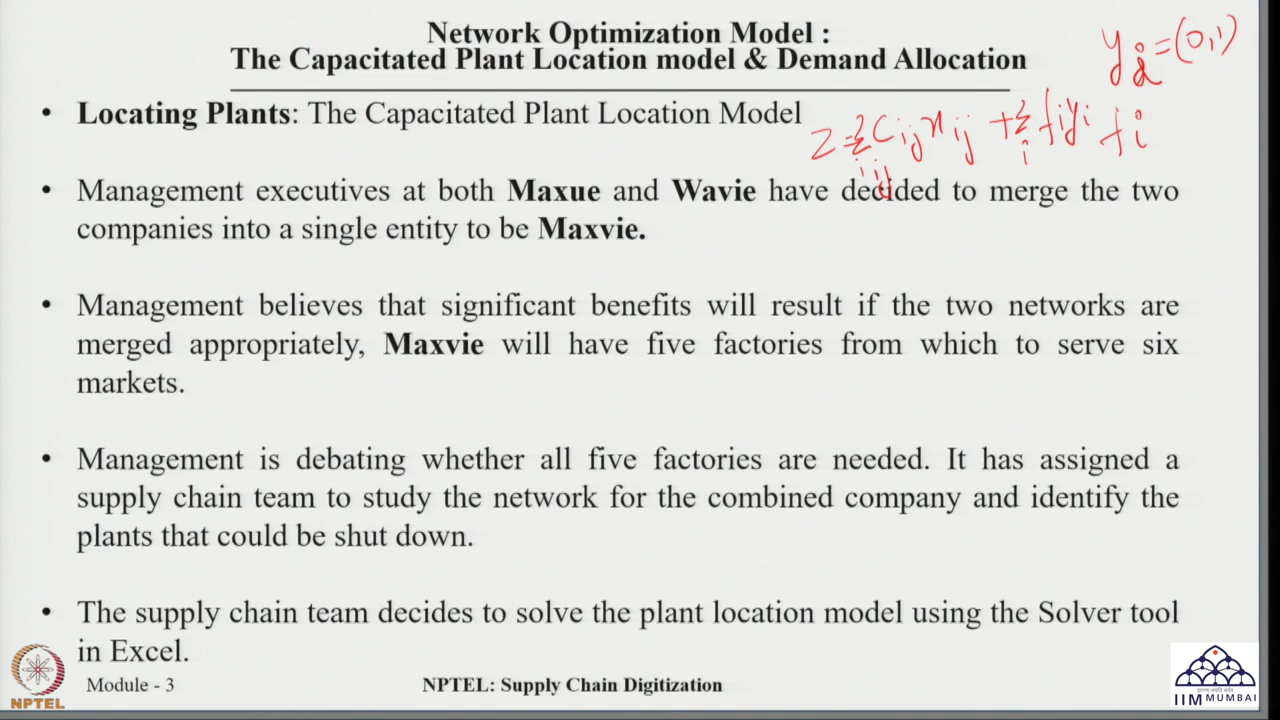 Network Optimization Model :
The Capacitated Plant Location model & Demand Allocation
y_i = (0,1)
• Locating Plants: The Capacitated Plant Location Model
Z = Σ C_ij x_ij + Σ f_i y_i f_i
i,j i
• Management executives at both Maxue and Wavie have decided to merge the two
companies into a single entity to be Maxvie.
• Management believes that significant benefits will result if the two networks are
merged appropriately, Maxvie will have five factories from which to serve six
markets.
• Management is debating whether all five factories are needed. It has assigned a
supply chain team to study the network for the combined company and identify the
plants that could be shut down.
• The supply chain team decides to solve the plant location model using the Solver tool
in Excel.
Module - 3
NPTEL: Supply Chain Digitization
NPTEL
IIM MUMBAI